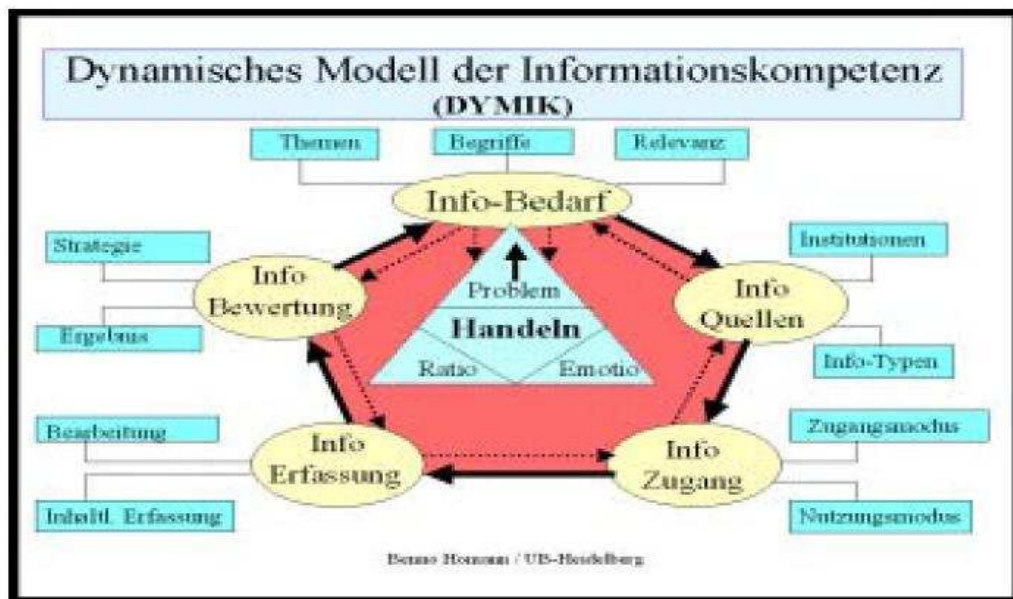 Dynamisches Modell der Informationskompetenz
(DYMIK)
Themen
Begriffe
Relevanz
Info-Bedarf
Strategie
Institutionen
Info
Bewertung
Problem
Info
Quellen
Ergebnis
Handeln
Ratio
Emotio
Info-Typen
Bearbeitung
Info
Erfassung
Info
Zugang
Zugangsmodus
Inhaltl. Erfassung
Nutzungsmodus
Benno Homann / UB-Heidelberg